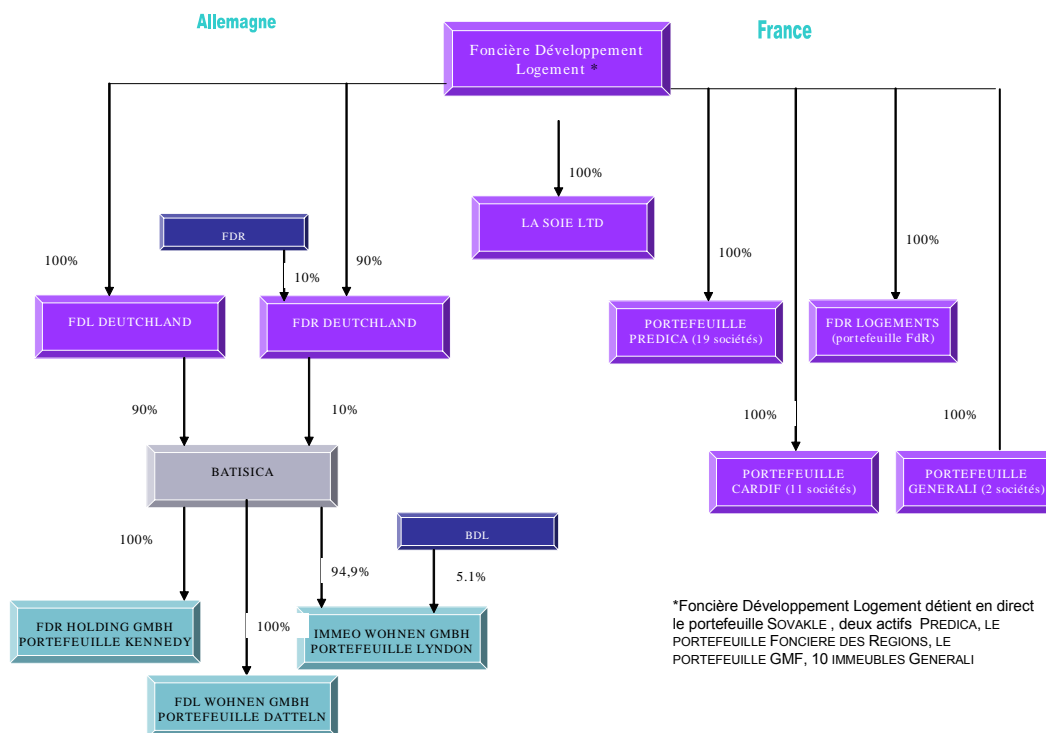 Allemagne
France
Foncière Développement
Logement *
100%
LA SOIE LTD
FDR
100%
10%
90%
100%
100%
FDL DEUTCHLAND
FDR DEUTCHLAND
PORTEFEUILLE
PREDICA (19 sociétés)
FDR LOGEMENTS
(portefeuille FdR)
90%
10%
100%
100%
BATISICA
PORTEFEUILLE
CARDIF (11 sociétés)
PORTEFEUILLE
GENERALI (2 sociétés)
BDL
100%
94,9%
5.1%
100%
FDR HOLDING GMBH
PORTEFEUILLE KENNEDY
IMMEO WOHNEN GMBH
PORTEFEUILLE LYNDON
FDL WOHNEN GMBH
PORTEFEUILLE DATTELN
*Foncière Développement Logement détient en direct
le portefeuille SOVAKLE , deux actifs PREDICA, LE
PORTEFEUILLE FONCIERE DES REGIONS, LE
PORTEFEUILLE GMF, 10 IMMEUBLES GENERALI